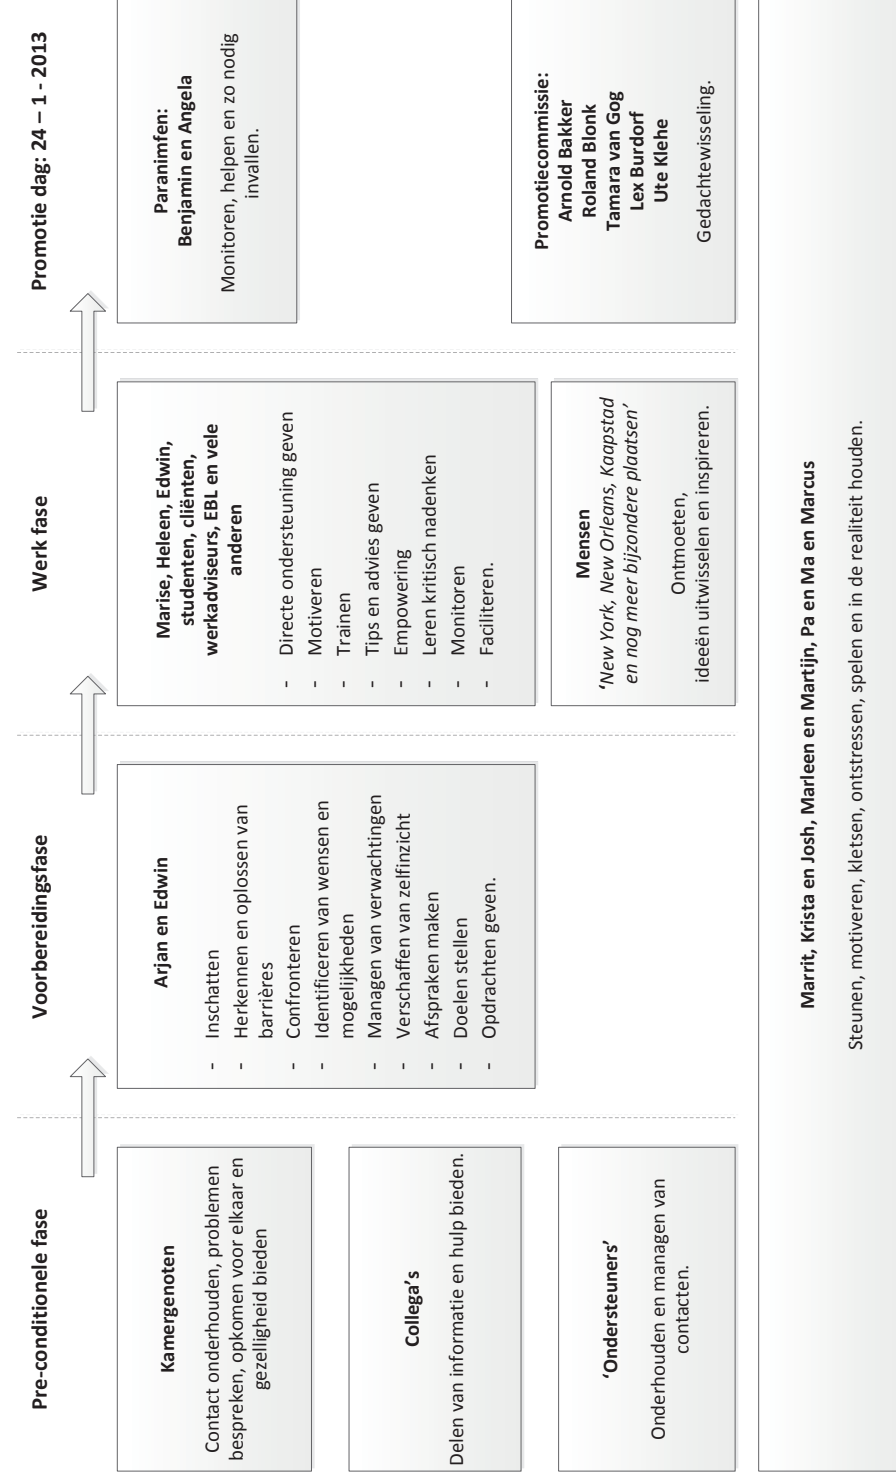 Pre-conditionele fase
Kamergenoten
Contact onderhouden, problemen
bespreken, opkomen voor elkaar en
gezelligheid bieden
Collega's
Delen van informatie en hulp bieden.
'Ondersteuners'
Onderhouden en managen van
contacten.
Voorbereidingsfase
Arjan en Edwin
- Inschatten
- Herkennen en oplossen van
barrières
- Confronteren
- Identificeren van wensen en
mogelijkheden
- Managen van verwachtingen
- Verschaffen van zelfinzicht
- Afspraken maken
- Doelen stellen
- Opdrachten geven.
Werk fase
Marise, Heleen, Edwin,
studenten, cliënten,
werkadviseurs, EBL en vele
anderen
- Directe ondersteuning geven
- Motiveren
- Trainen
- Tips en advies geven
- Empowering
- Leren kritisch nadenken
- Monitoren
- Faciliteren.
Mensen
'New York, New Orleans, Kaapstad
en nog meer bijzondere plaatsen'
Ontmoeten,
ideeën uitwisselen en inspireren.
Promotie dag: 24 – 1 - 2013
Paranimfen:
Benjamin en Angela
Monitoren, helpen en zo nodig
invallen.
Promotiecommissie:
Arnold Bakker
Roland Blonk
Tamara van Gog
Lex Burdorf
Ute Klehe
Gedachtewisseling.
Marrit, Krista en Josh, Marleen en Martijn, Pa en Ma en Marcus
Steunen, motiveren, kletsen, ontstressen, spelen en in de realiteit houden.